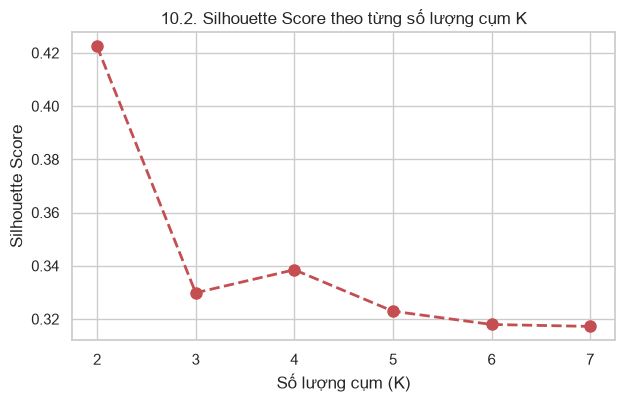 10.2. Silhouette Score theo từng số lượng cụm K
Silhouette Score
0.42
0.40
0.38
0.36
0.34
0.32
2 3 4 5 6 7
Số lượng cụm (K)